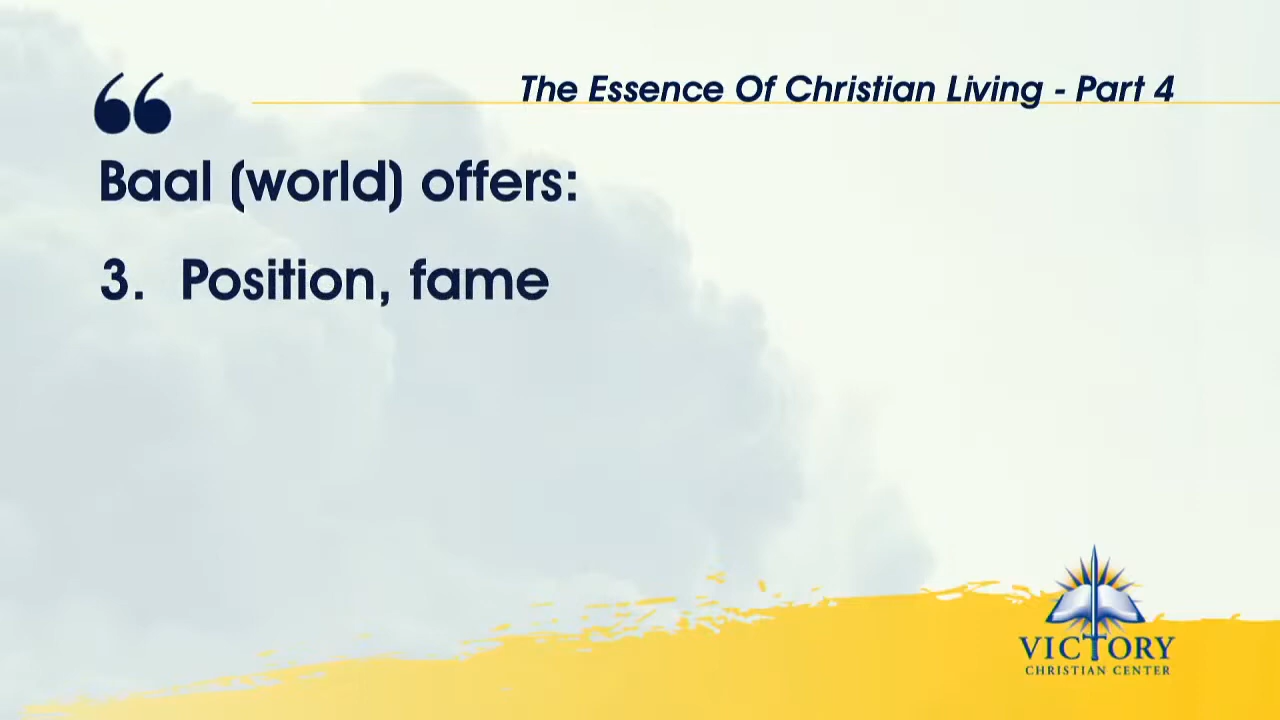 The Essence Of Christian Living - Part 4
Baal (world) offers:
3. Position, fame
VICTORY
CHRISTIAN CENTER